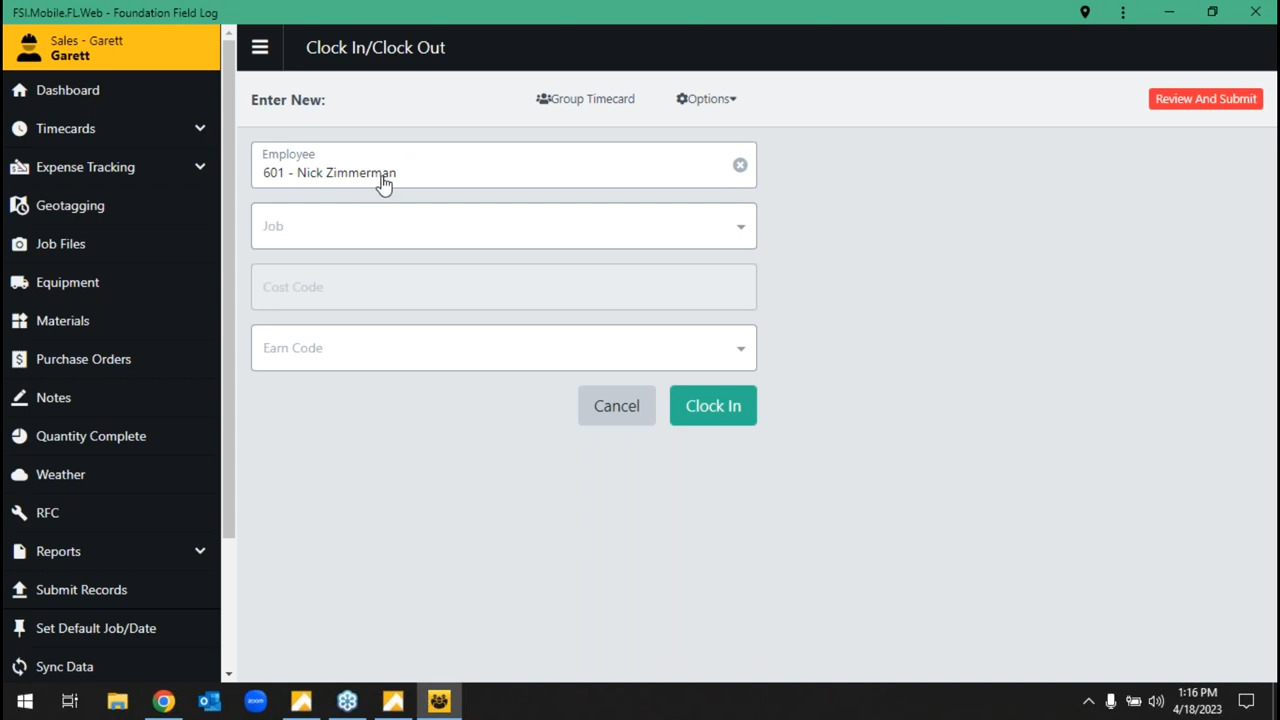 FSI.Mobile.FL.Web - Foundation Field Log
Sales - Garett
Garett
Dashboard
Timecards
Expense Tracking
Geotagging
Job Files
Equipment
Materials
Purchase Orders
Notes
Quantity Complete
Weather
RFC
Reports
Submit Records
Set Default Job/Date
Sync Data
Clock In/Clock Out
Enter New:
Group Timecard
Options
Review And Submit
Employee
601 - Nick Zimmerman
Job
Cost Code
Earn Code
Cancel
Clock In
zoom
1:16 PM
4/18/2023